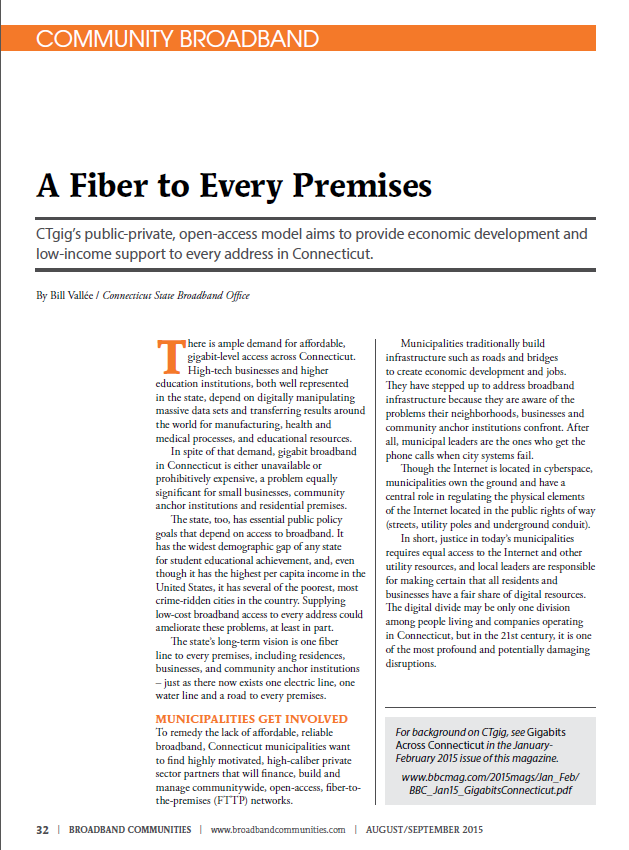 COMMUNITY BROADBAND
A Fiber to Every Premises
CTgig's public-private, open-access model aims to provide economic development and
low-income support to every address in Connecticut.
By Bill Vallée / Connecticut State Broadband Office
There is ample demand for affordable,
gigabit-level access across Connecticut.
High-tech businesses and higher
education institutions, both well represented
in the state, depend on digitally manipulating
massive data sets and transferring results around
the world for manufacturing, health and
medical processes, and educational resources.
In spite of that demand, gigabit broadband
in Connecticut is either unavailable or
prohibitively expensive, a problem equally
significant for small businesses, community
anchor institutions and residential premises.
The state, too, has essential public policy
goals that depend on access to broadband. It
has the widest demographic gap of any state
for student educational achievement, and, even
though it has the highest per capita income in the
United States, it has several of the poorest, most
crime-ridden cities in the country. Supplying
low-cost broadband access to every address could
ameliorate these problems, at least in part.
The state's long-term vision is one fiber
line to every premises, including residences,
businesses, and community anchor institutions
– just as there now exists one electric line, one
water line and a road to every premises.
MUNICIPALITIES GET INVOLVED
To remedy the lack of affordable, reliable
broadband, Connecticut municipalities want
to find highly motivated, high-caliber private
sector partners that will finance, build and
manage communitywide, open-access, fiber-to-
the-premises (FTTP) networks.
Municipalities traditionally build
infrastructure such as roads and bridges
to create economic development and jobs.
They have stepped up to address broadband
infrastructure because they are aware of the
problems their neighborhoods, businesses and
community anchor institutions confront. After
all, municipal leaders are the ones who get the
phone calls when city systems fail.
Though the Internet is located in cyberspace,
municipalities own the ground and have a
central role in regulating the physical elements
of the Internet located in the public rights of way
(streets, utility poles and underground conduit).
In short, justice in today's municipalities
requires equal access to the Internet and other
utility resources, and local leaders are responsible
for making certain that all residents and
businesses have a fair share of digital resources.
The digital divide may be only one division
among people living and companies operating
in Connecticut, but in the 21st century, it is one
of the most profound and potentially damaging
disruptions.
For background on CTgig, see Gigabits
Across Connecticut in the January-
February 2015 issue of this magazine.
www.bbcmag.com/2015mags/Jan_Feb/
BBC_Jan15_GigabitsConnecticut.pdf
32 | BROADBAND COMMUNITIES | www.broadbandcommunities.com | AUGUST/SEPTEMBER 2015